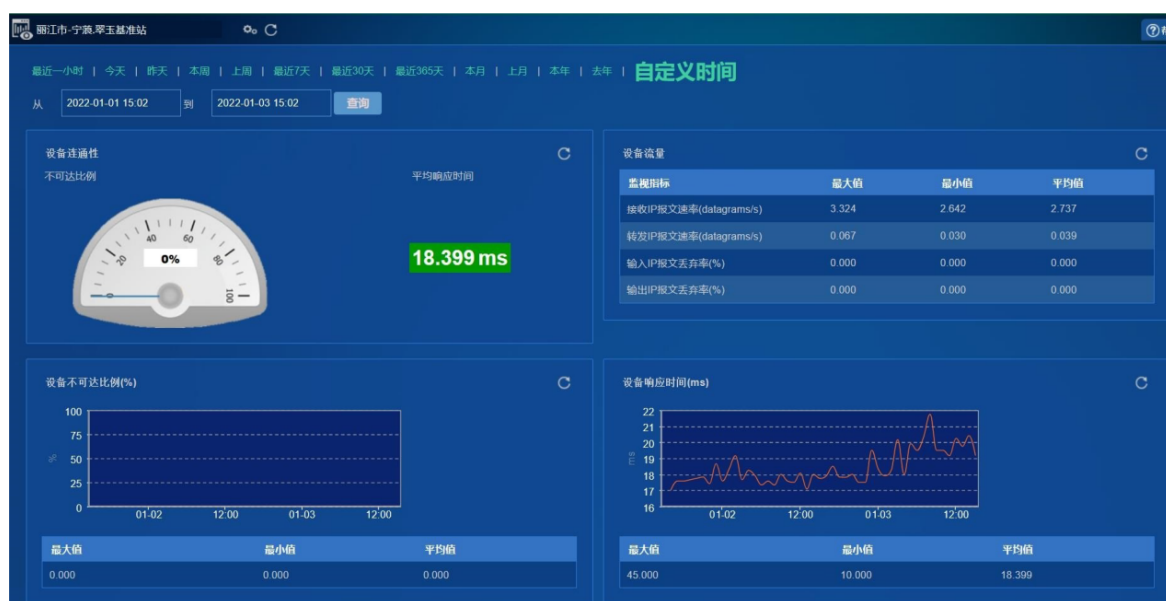 丽江市-宁蒗.翠玉基准站
最近一小时 | 今天 | 昨天 | 本周 | 上周 | 最近7天 | 最近30天 | 最近365天 | 本月 | 上月 | 本年 | 去年 | 自定义时间
从 2022-01-01 15:02 到 2022-01-03 15:02 查询
设备连通性
不可达比例 平均响应时间
0 20 40 60 80 100
0%
18.399 ms
设备流量
监视指标 最大值 最小值 平均值
接收IP报文速率(datagrams/s) 3.324 2.642 2.737
转发IP报文速率(datagrams/s) 0.067 0.030 0.039
输入IP报文丢弃率(%) 0.000 0.000 0.000
输出IP报文丢弃率(%) 0.000 0.000 0.000
设备不可达比例(%)
100
75
%
50
25
0
01-02 12:00 01-03 12:00
最大值 最小值 平均值
0.000 0.000 0.000
设备响应时间(ms)
22
21
20
ms
19
18
17
16
01-02 12:00 01-03 12:00
最大值 最小值 平均值
45.000 10.000 18.399